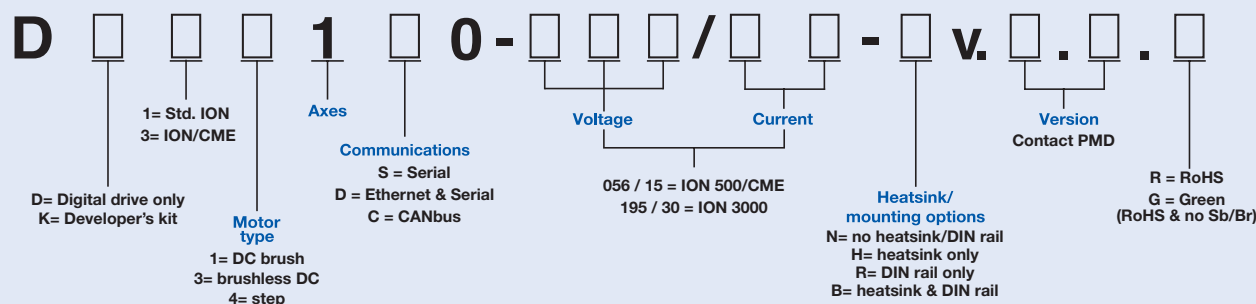 D □ □ □ 1 □ 0 - □ □ □ / □ □ - □ v. □ . □ . □
1= Std. ION
3= ION/CME
D= Digital drive only
K= Developer's kit
Motor
type
1= DC brush
3= brushless DC
4= step
Axes
Communications
S = Serial
D = Ethernet & Serial
C = CANbus
Voltage
Current
056 / 15 = ION 500/CME
195 / 30 = ION 3000
Heatsink/
mounting options
N= no heatsink/DIN rail
H= heatsink only
R= DIN rail only
B= heatsink & DIN rail
Version
Contact PMD
R = RoHS
G = Green
(RoHS & no Sb/Br)